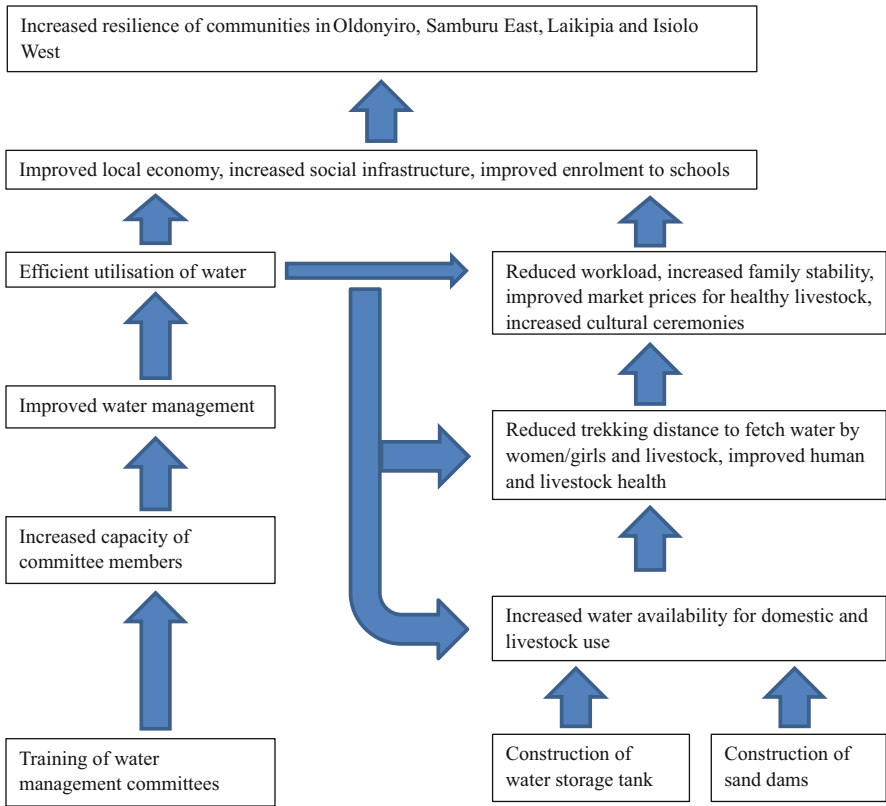 Increased resilience of communities in Oldonyiro, Samburu East, Laikipia and Isiolo
West
Improved local economy, increased social infrastructure, improved enrolment to schools
Efficient utilisation of water
Reduced workload, increased family stability,
improved market prices for healthy livestock,
increased cultural ceremonies
Improved water management
Reduced trekking distance to fetch water by
women/girls and livestock, improved human
and livestock health
Increased capacity of
committee members
Increased water availability for domestic and
livestock use
Training of water
management committees
Construction of
water storage tank
Construction of
sand dams